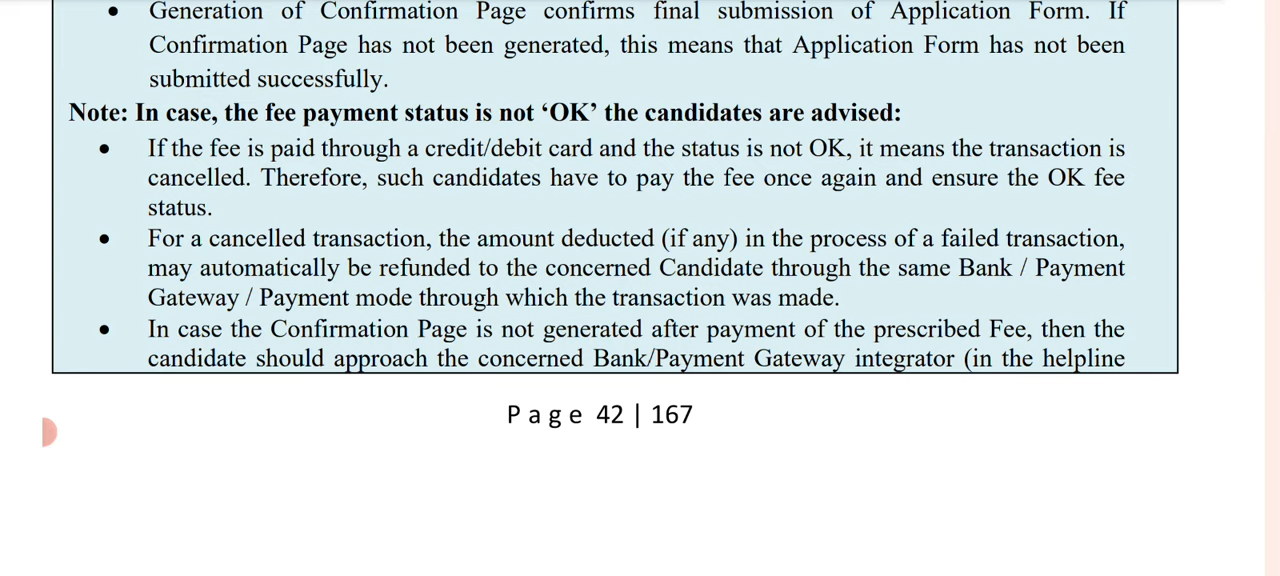 • Generation of Confirmation Page confirms final submission of Application Form. If
Confirmation Page has not been generated, this means that Application Form has not been
submitted successfully.
Note: In case, the fee payment status is not ‘OK’ the candidates are advised:
• If the fee is paid through a credit/debit card and the status is not OK, it means the transaction is
cancelled. Therefore, such candidates have to pay the fee once again and ensure the OK fee
status.
• For a cancelled transaction, the amount deducted (if any) in the process of a failed transaction,
may automatically be refunded to the concerned Candidate through the same Bank / Payment
Gateway / Payment mode through which the transaction was made.
• In case the Confirmation Page is not generated after payment of the prescribed Fee, then the
candidate should approach the concerned Bank/Payment Gateway integrator (in the helpline
Page 42 | 167